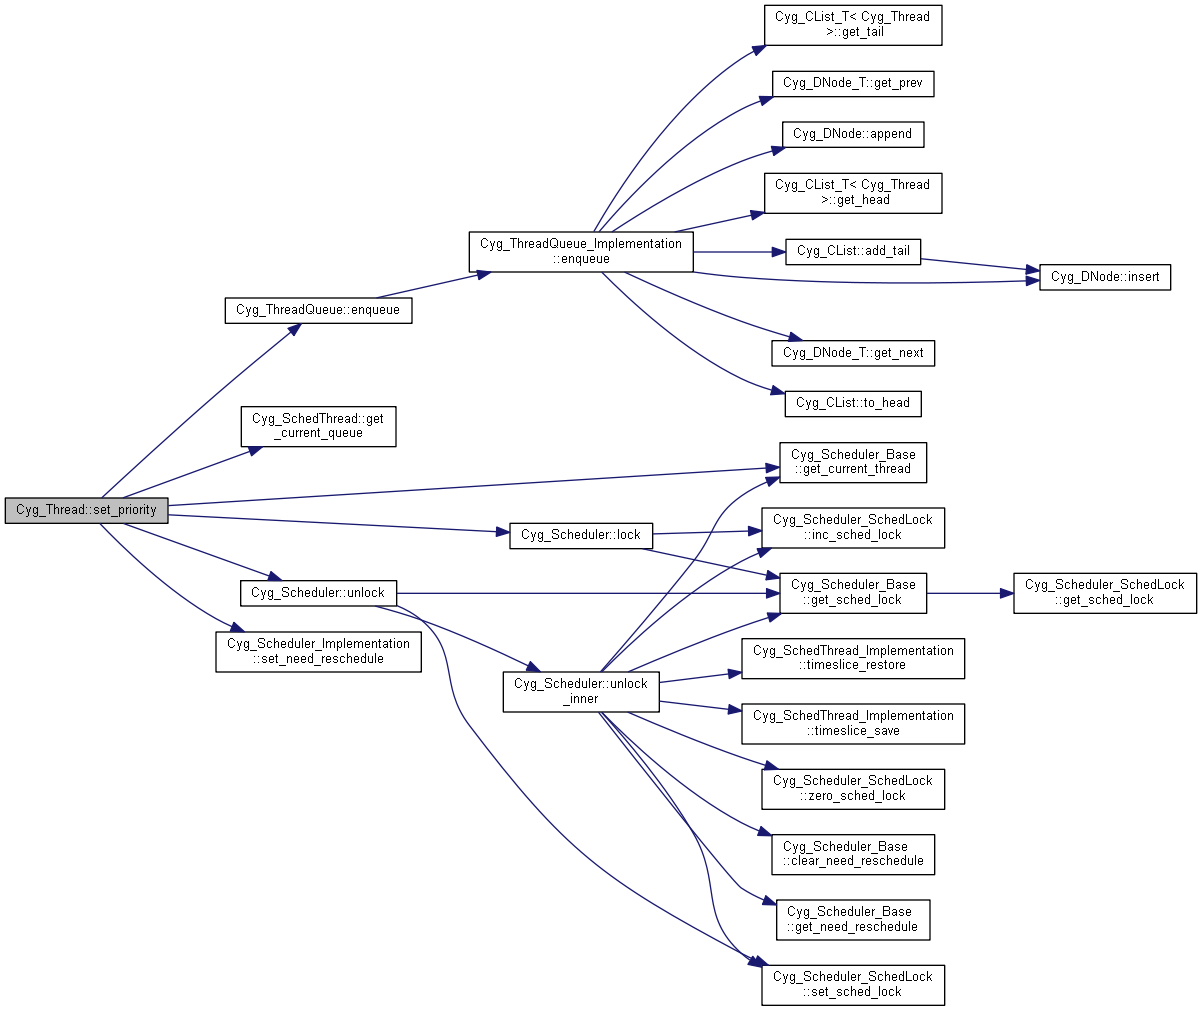 Cyg_CList_T< Cyg_Thread
>::get_tail
Cyg_DNode_T::get_prev
Cyg_DNode::append
Cyg_CList_T< Cyg_Thread
>::get_head
Cyg_ThreadQueue_Implementation
::enqueue
Cyg_CList::add_tail
Cyg_DNode::insert
Cyg_ThreadQueue::enqueue
Cyg_DNode_T::get_next
Cyg_CList::to_head
Cyg_SchedThread::get
_current_queue
Cyg_Scheduler_Base
::get_current_thread
Cyg_Thread::set_priority
Cyg_Scheduler::lock
Cyg_Scheduler_SchedLock
::inc_sched_lock
Cyg_Scheduler::unlock
Cyg_Scheduler_Base
::get_sched_lock
Cyg_Scheduler_SchedLock
::get_sched_lock
Cyg_Scheduler_Implementation
::set_need_reschedule
Cyg_SchedThread_Implementation
::timeslice_restore
Cyg_Scheduler::unlock
_inner
Cyg_SchedThread_Implementation
::timeslice_save
Cyg_Scheduler_SchedLock
::zero_sched_lock
Cyg_Scheduler_Base
::clear_need_reschedule
Cyg_Scheduler_Base
::get_need_reschedule
Cyg_Scheduler_SchedLock
::set_sched_lock